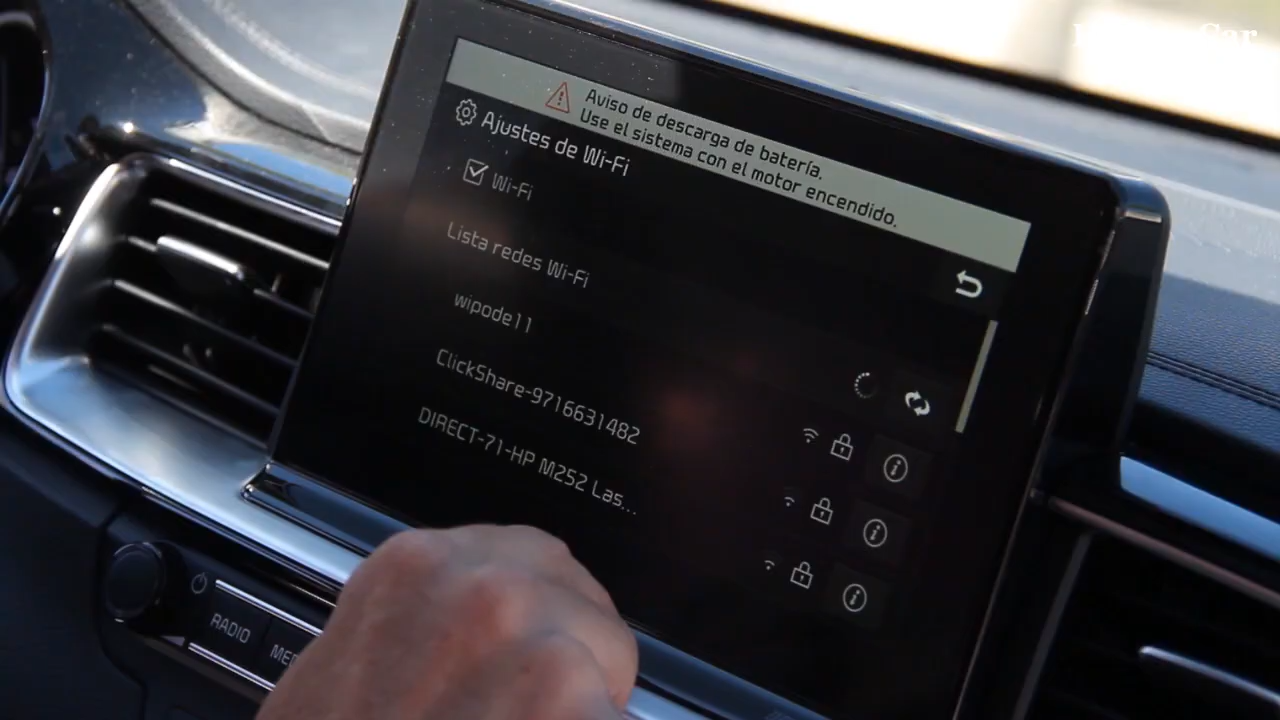 Aviso de descarga de batería.
Use el sistema con el motor encendido.
Ajustes de Wi-Fi
Wi-Fi
Lista redes Wi-Fi
wipode11
ClickShare-9716631482
DIRECT-71-HP M252 Las...
RADIO
Car